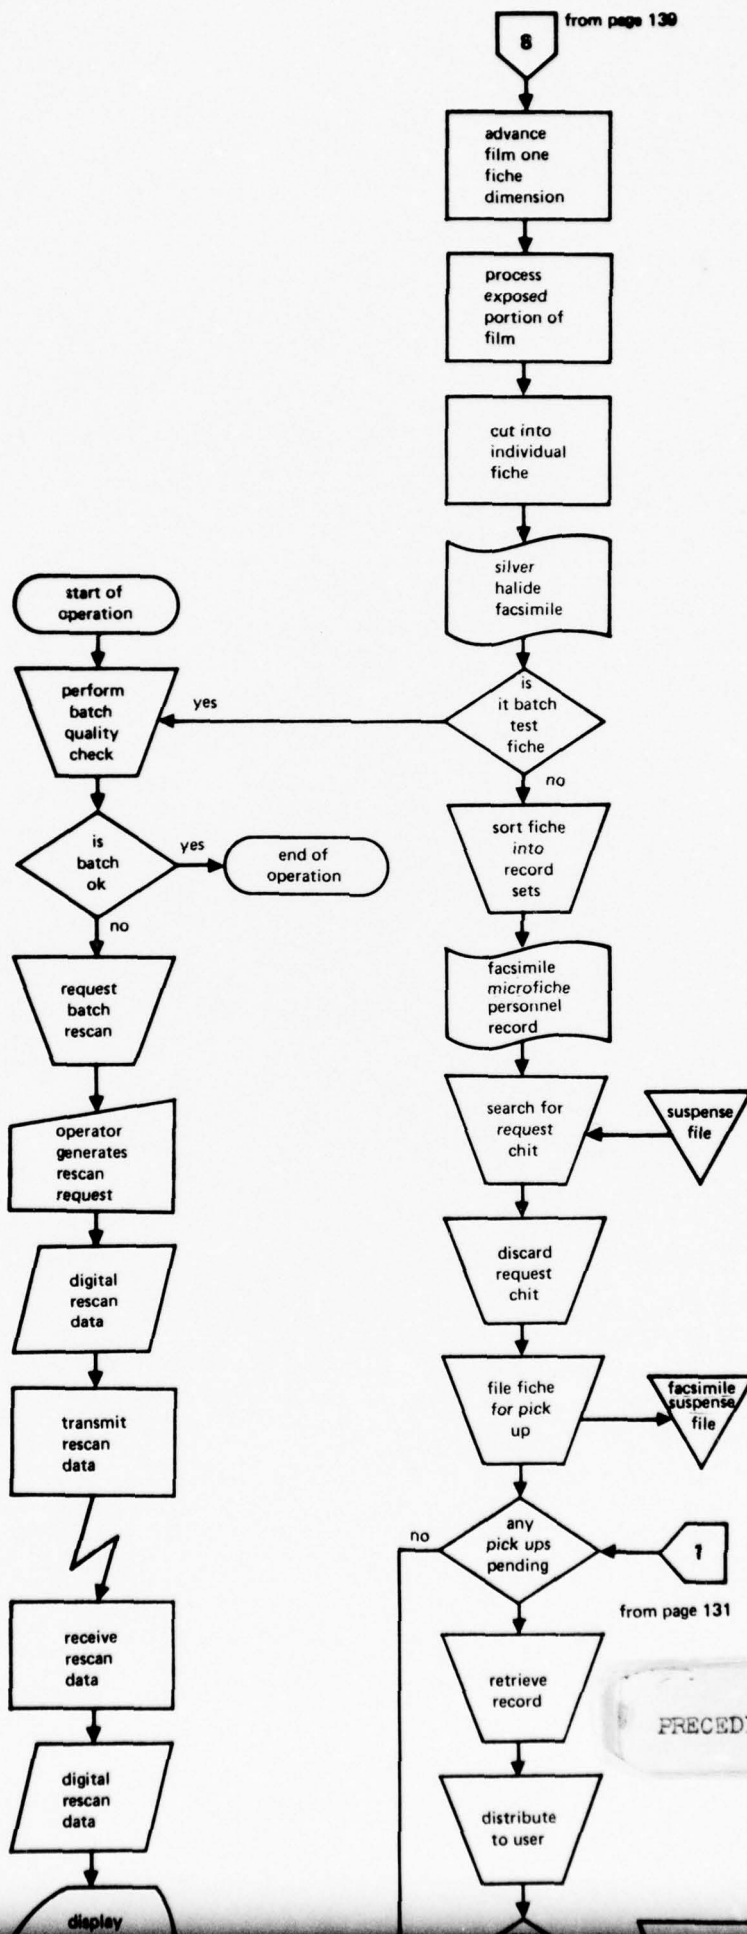 8
from page 139
advance
film one
fiche
dimension
process
exposed
portion of
film
cut into
individual
fiche
silver
halide
facsimile
is
it batch
test
fiche
yes
no
sort fiche
into
record
sets
facsimile
microfiche
personnel
record
search for
request
chit
suspense
file
discard
request
chit
file fiche
for pick
up
facsimile
suspense
file
any
pick ups
pending
no
1
from page 131
retrieve
record
distribute
to user
start of
operation
perform
batch
quality
check
is
batch
ok
yes
end of
operation
no
request
batch
rescan
operator
generates
rescan
request
digital
rescan
data
transmit
rescan
data
receive
rescan
data
digital
rescan
data
display